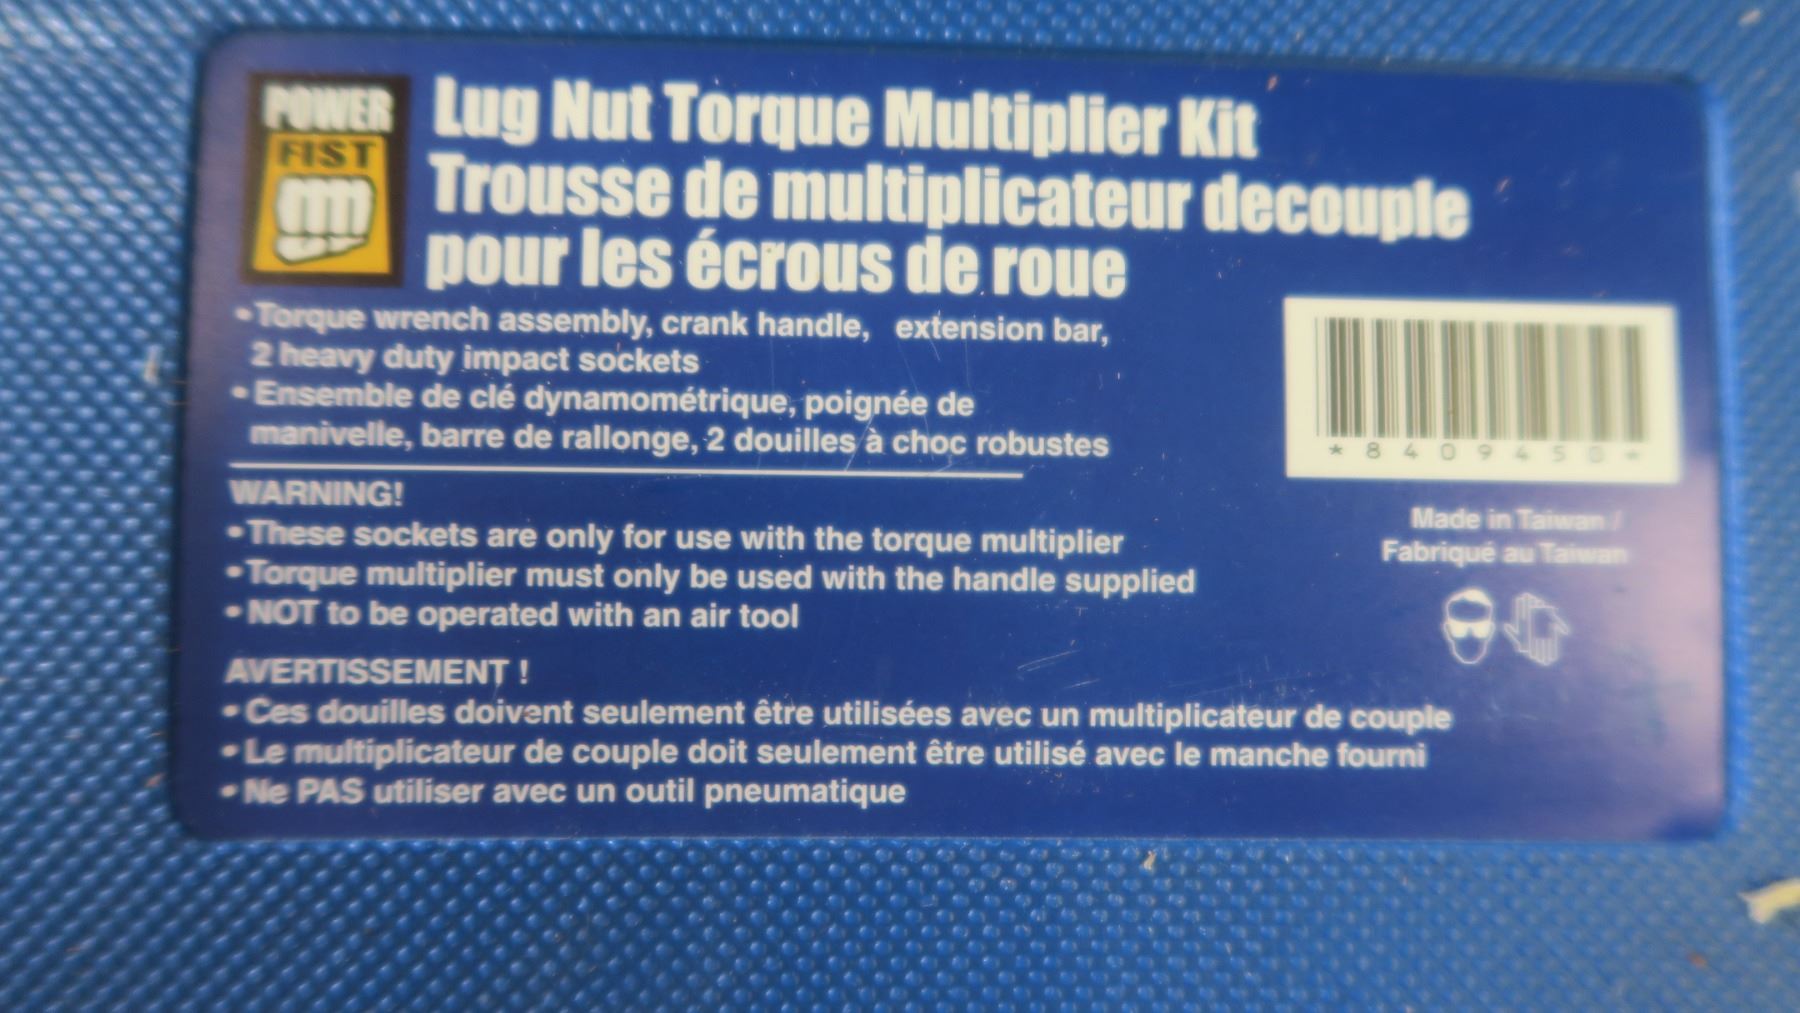 POWER
FIST
Lug Nut Torque Multiplier Kit
Trousse de multiplicateur decouple
pour les écrous de roue
•Torque wrench assembly, crank handle, extension bar,
2 heavy duty impact sockets
•Ensemble de clé dynamométrique, poignée de
manivelle, barre de rallonge, 2 douilles à choc robustes
*8409450*
WARNING!
•These sockets are only for use with the torque multiplier
•Torque multiplier must only be used with the handle supplied
•NOT to be operated with an air tool
Made in Taiwan /
Fabriqué au Taiwan
AVERTISSEMENT !
•Ces douilles doivent seulement être utilisées avec un multiplicateur de couple
•Le multiplicateur de couple doit seulement être utilisé avec le manche fourni
•Ne PAS utiliser avec un outil pneumatique